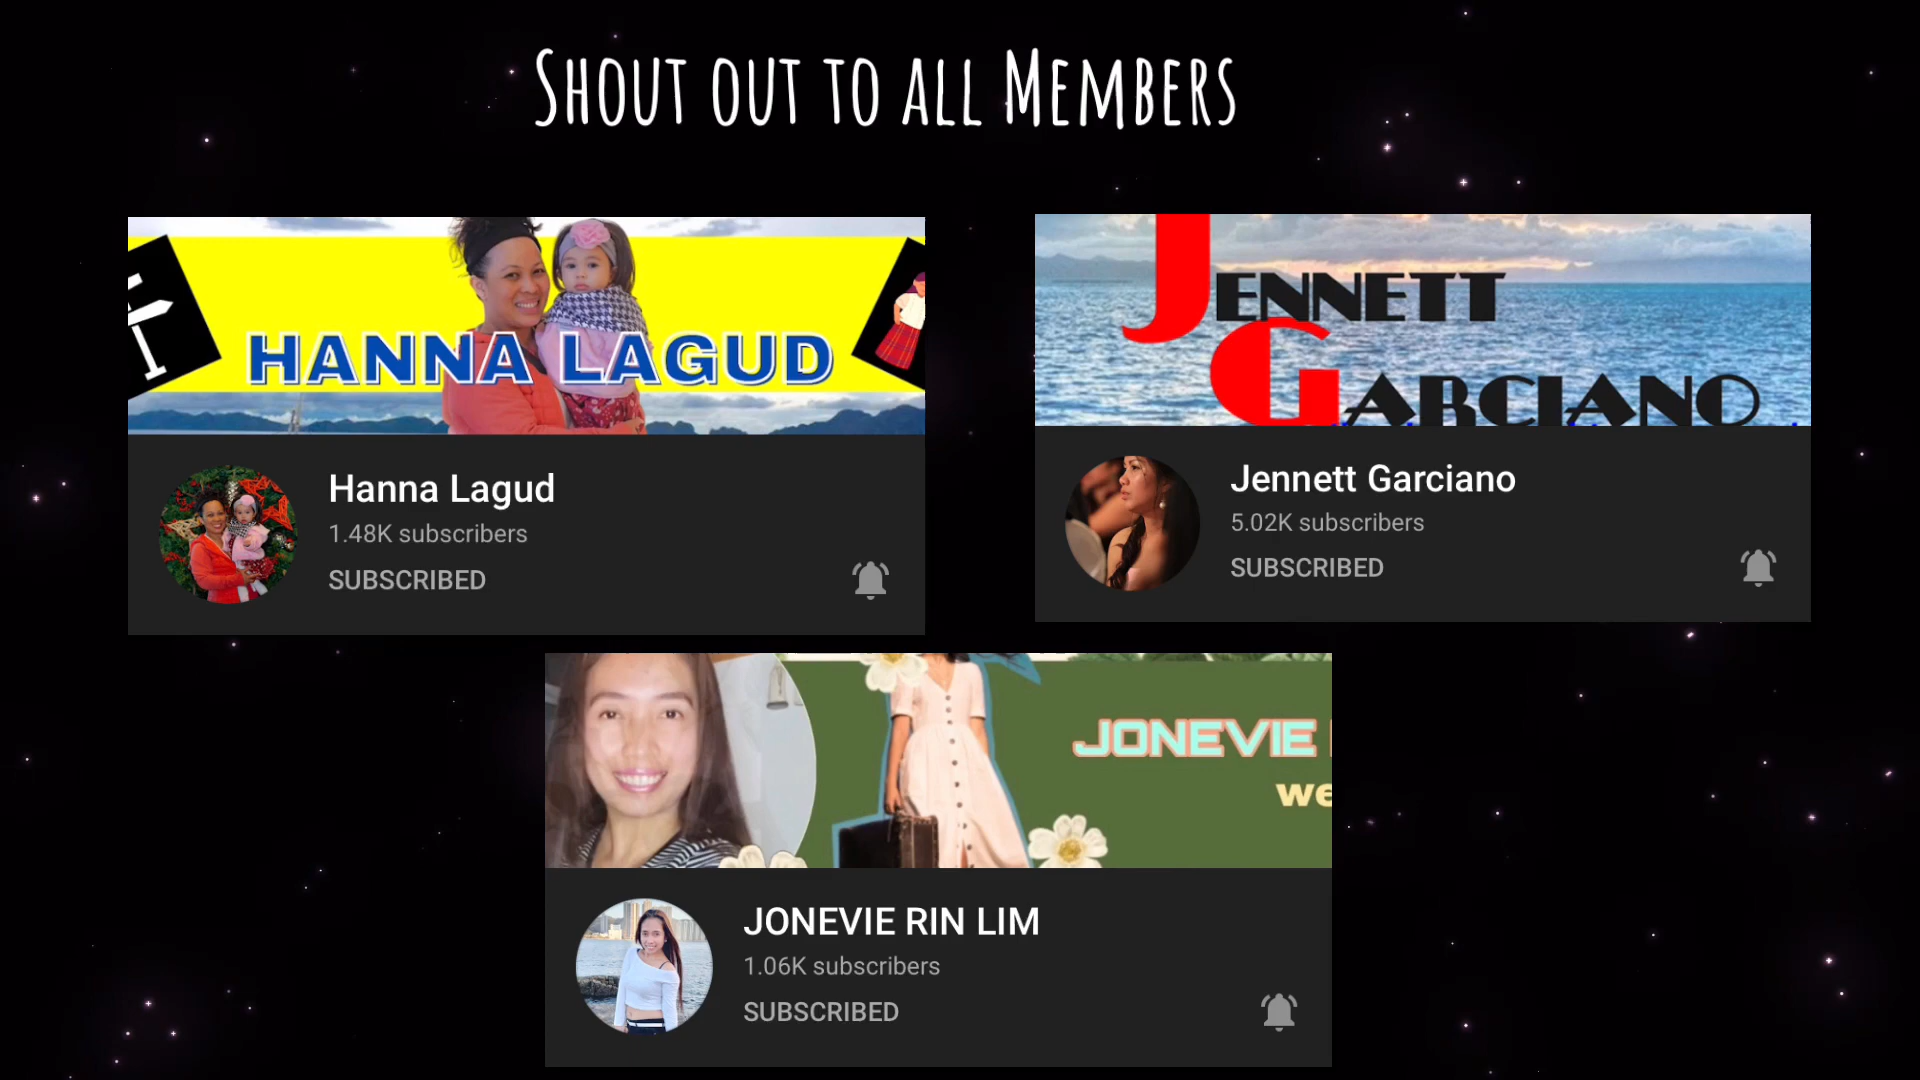 Shout out to all Members
HANNA LAGUD
Hanna Lagud
1.48K subscribers
SUBSCRIBED
JENNETT
GARCIANO
Jennett Garciano
5.02K subscribers
SUBSCRIBED
JONEVIE
we
JONEVIE RIN LIM
1.06K subscribers
SUBSCRIBED